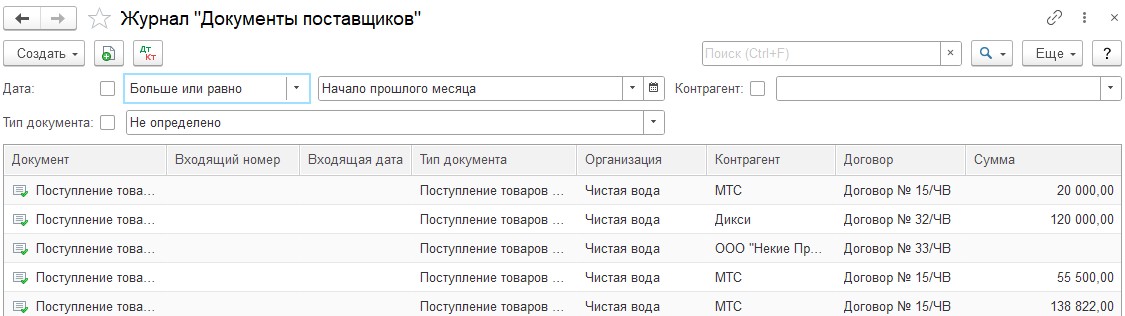 Журнал "Документы поставщиков"
Создать Дт Кт Поиск (Ctrl+F) × Еще ?
Дата: Больше или равно Начало прошлого месяца Контрагент:
Тип документа: Не определено
Документ Входящий номер Входящая дата Тип документа Организация Контрагент Договор Сумма
Поступление това... Поступление товаров ... Чистая вода МТС Договор № 15/ЧВ 20 000,00
Поступление това... Поступление товаров ... Чистая вода Дикси Договор № 32/ЧВ 120 000,00
Поступление това... Поступление товаров ... Чистая вода ООО "Некие Пр... Договор № 33/ЧВ
Поступление това... Поступление товаров ... Чистая вода МТС Договор № 15/ЧВ 55 500,00
Поступление това... Поступление товаров ... Чистая вода МТС Договор № 15/ЧВ 138 822,00